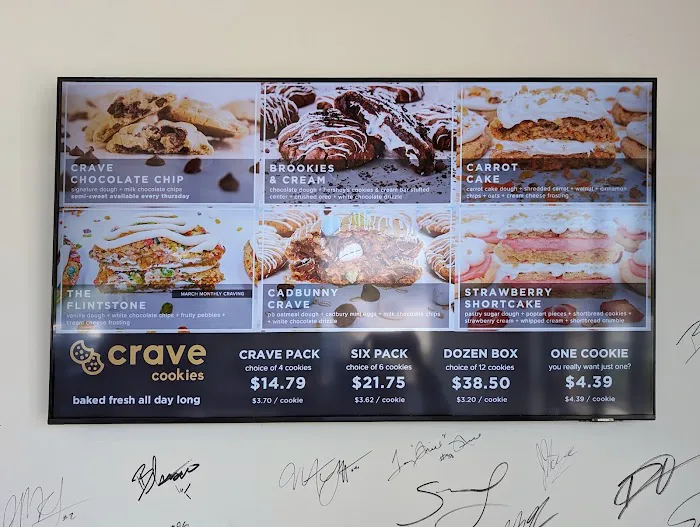 CRAVE
CHOCOLATE CHIP
signature dough + milk chocolate chips
semi-sweet available every thursday
BROOKIES
& CREAM
chocolate dough + hershey's cookies & cream bar stuffed
center + crushed oreo + white chocolate drizzle
CARROT
CAKE
carrot cake dough + shredded carrot + walnut + cinnamon
chips + oats + cream cheese frosting
THE
FLINTSTONE
MARCH MONTHLY CRAVING
vanilla dough + white chocolate chips + fruity pebbles +
cream cheese frosting
CADBUNNY
CRAVE
pb oatmeal dough + cadbury mini eggs + milk chocolate chips
+ white chocolate drizzle
STRAWBERRY
SHORTCAKE
pastry sugar dough + poptart pieces + shortbread cookies +
strawberry cream + whipped cream + shortbread crumble
crave
cookies
baked fresh all day long
CRAVE PACK
choice of 4 cookies
$14.79
$3.70 / cookie
SIX PACK
choice of 6 cookies
$21.75
$3.62 / cookie
DOZEN BOX
choice of 12 cookies
$38.50
$3.20 / cookie
ONE COOKIE
you really want just one?
$4.39
$4.39 / cookie